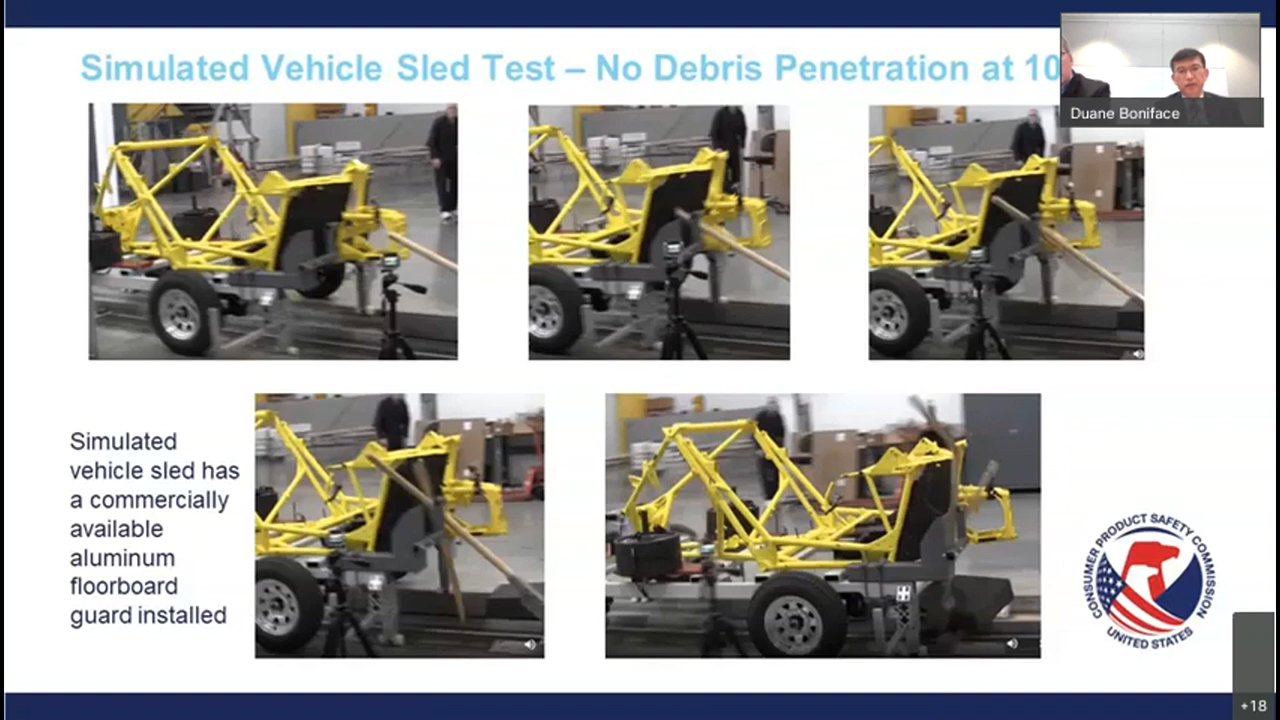 Simulated Vehicle Sled Test – No Debris Penetration at 10
Duane Boniface
Simulated
vehicle sled has
a commercially
available
aluminum
floorboard
guard installed
CONSUMER PRODUCT SAFETY COMMISSION
UNITED STATES
+18